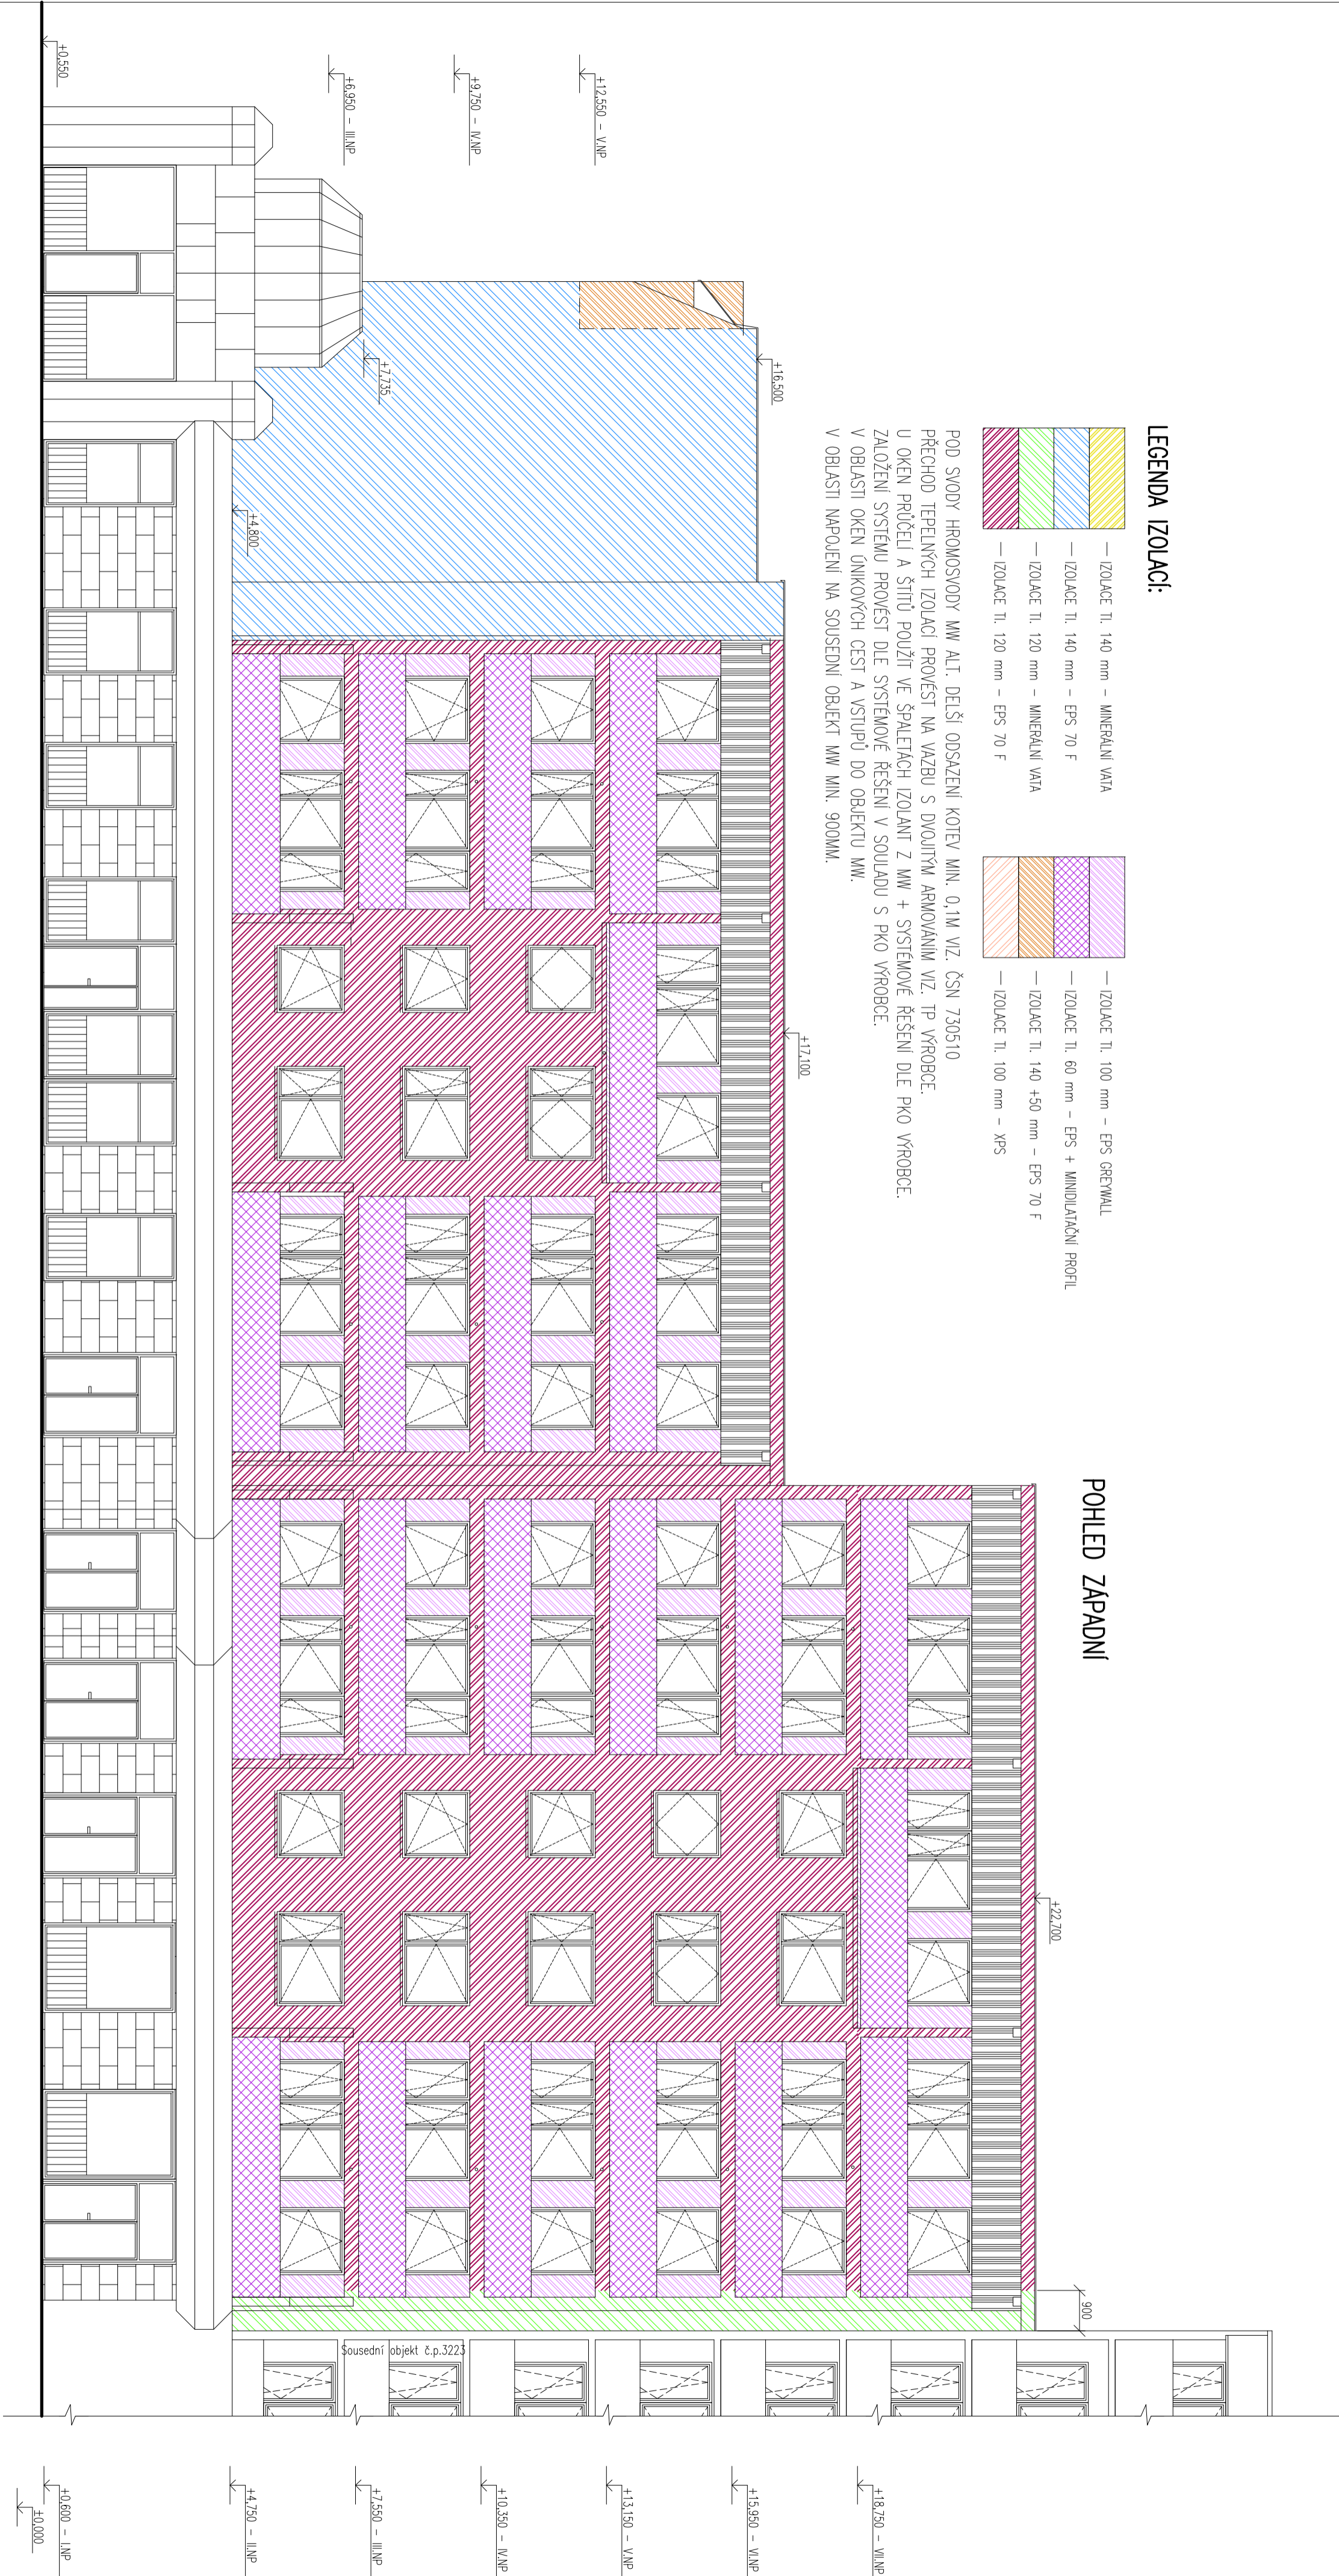 LEGENDA IZOLACÍ:
— IZOLACE Tl. 140 mm – MINERÁLNÍ VATA
— IZOLACE Tl. 140 mm – EPS 70 F
— IZOLACE Tl. 120 mm – MINERÁLNÍ VATA
— IZOLACE Tl. 120 mm – EPS 70 F
— IZOLACE Tl. 100 mm – EPS GREYWALL
— IZOLACE Tl. 60 mm – EPS + MINIDILATAČNÍ PROFIL
— IZOLACE Tl. 140 +50 mm – EPS 70 F
— IZOLACE Tl. 100 mm – XPS
POD SVODY HROMOSVODY MW ALT. DELŠÍ ODSAZENÍ KOTEV MIN. 0,1M VIZ. ČSN 730510
PŘECHOD TEPELNÝCH IZOLACÍ PROVÉST NA VAZBU S DVOJITÝM ARMOVÁNÍM VIZ. TP VÝROBCE.
U OKEN PRŮČELÍ A ŠTÍTŮ POUŽÍT VE ŠPALETÁCH IZOLANT Z MW + SYSTÉMOVÉ ŘEŠENÍ DLE PKO VÝROBCE.
ZALOŽENÍ SYSTÉMU PROVÉST DLE SYSTÉMOVÉ ŘEŠENÍ V SOULADU S PKO VÝROBCE.
V OBLASTI OKEN ÚNIKOVÝCH CEST A VSTUPŮ DO OBJEKTU MW.
V OBLASTI NAPOJENÍ NA SOUSEDNÍ OBJEKT MW MIN. 900MM.
POHLED ZÁPADNÍ
+12,550 – V.NP
+9,750 – IV.NP
+6,950 – III.NP
+0,550
+16,500
+7,735
+4,800
+17,100
+22,700
900
Sousední objekt č.p.3223
+18,750 – VII.NP
+15,950 – VI.NP
+13,150 – V.NP
+10,350 – IV.NP
+7,550 – III.NP
+4,750 – II.NP
+0,600 – I.NP
±0,000